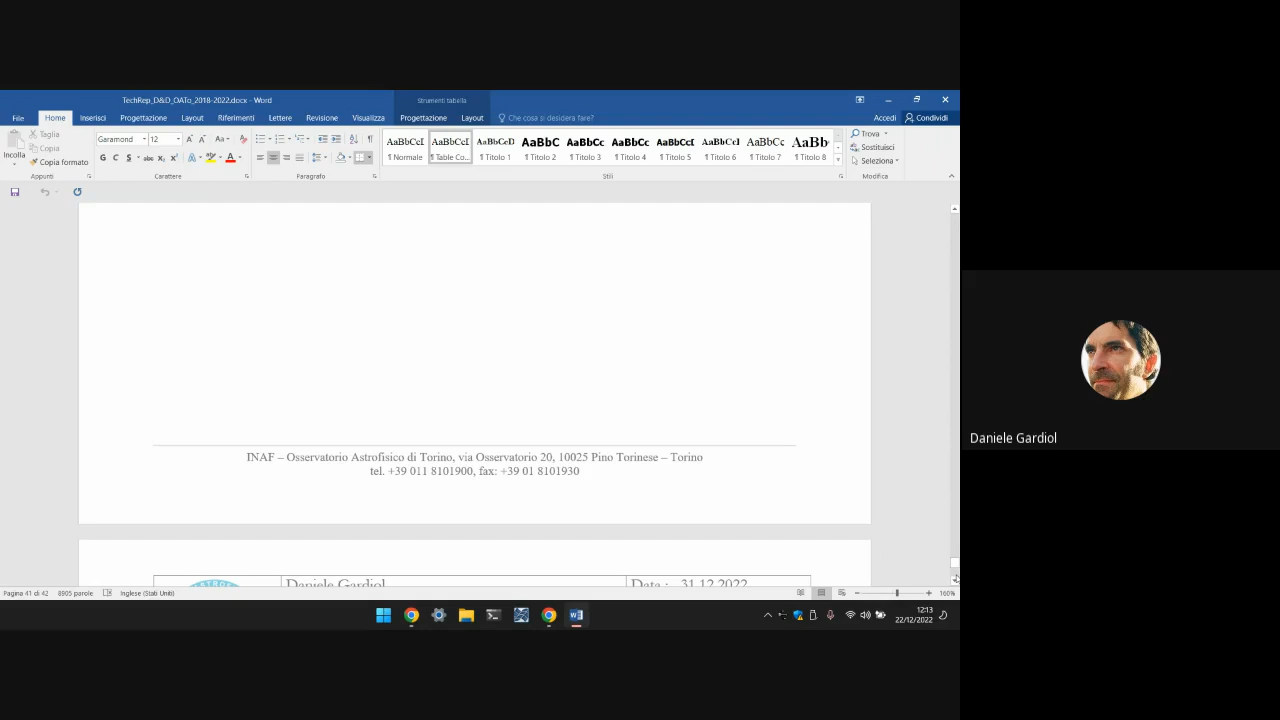 TechRep_D&D_OATo_2018-2022.docx - Word
Strumenti tabella
File Home Inserisci Progettazione Layout Riferimenti Lettere Revisione Visualizza Progettazione Layout Che cosa si desidera fare? Accedi Condividi
Incolla
Taglia
Copia
Copia formato
Appunti
Garamond 12
Aa
G C S abc x₂ x² A A
Carattere
Paragrafo
AaBbCcI AaBbCcI AaBbCcD AaBbC AaBbCc AaBbCc AaBbCcI AaBbCcI AaBbCc AaBb
¶ Normale ¶ Table Co... ¶ Titolo 1 ¶ Titolo 2 ¶ Titolo 3 ¶ Titolo 4 ¶ Titolo 5 ¶ Titolo 6 ¶ Titolo 7 ¶ Titolo 8
Stili
Trova
Sostituisci
Seleziona
Modifica
INAF – Osservatorio Astrofisico di Torino, via Osservatorio 20, 10025 Pino Torinese – Torino
tel. +39 011 8101900, fax: +39 01 8101930
Daniele Gardiol Data : 31.12.2022
Pagina 41 di 42 8905 parole Inglese (Stati Uniti) 160%
12:13
22/12/2022
Daniele Gardiol